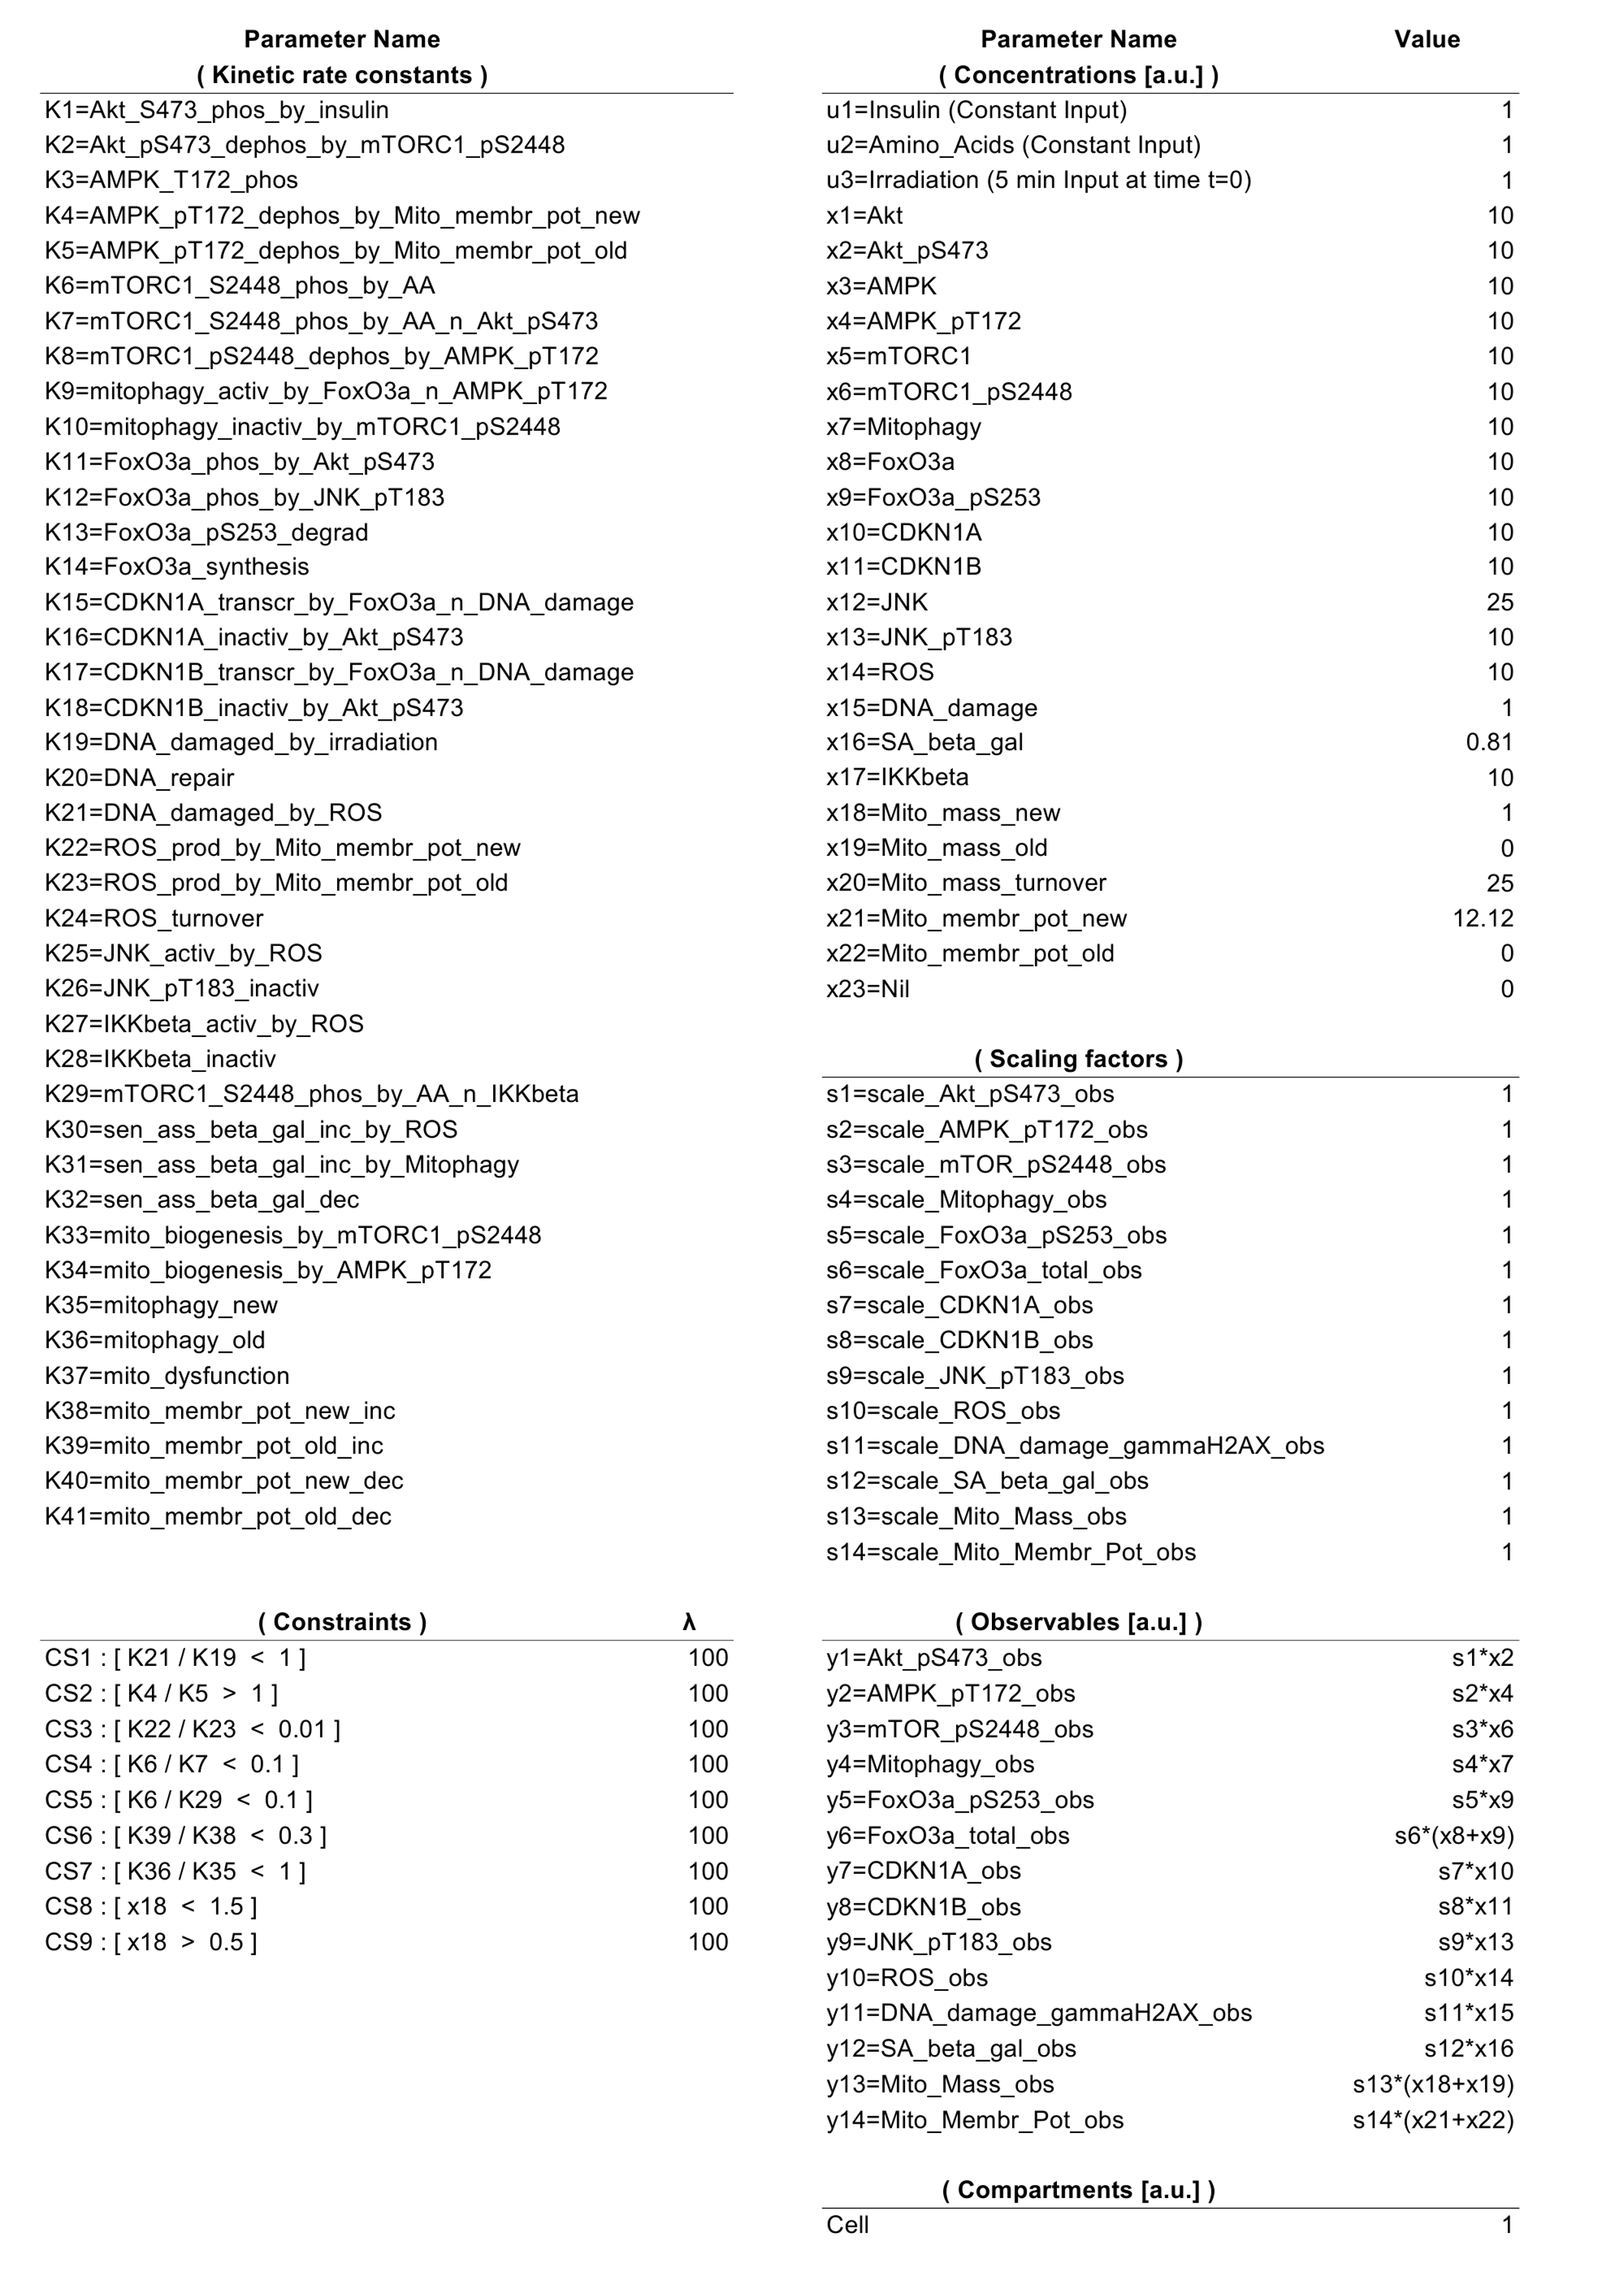 Parameter Name
( Kinetic rate constants )
K1=Akt_S473_phos_by_insulin
K2=Akt_pS473_dephos_by_mTORC1_pS2448
K3=AMPK_T172_phos
K4=AMPK_pT172_dephos_by_Mito_membr_pot_new
K5=AMPK_pT172_dephos_by_Mito_membr_pot_old
K6=mTORC1_S2448_phos_by_AA
K7=mTORC1_S2448_phos_by_AA_n_Akt_pS473
K8=mTORC1_pS2448_dephos_by_AMPK_pT172
K9=mitophagy_activ_by_FoxO3a_n_AMPK_pT172
K10=mitophagy_inactiv_by_mTORC1_pS2448
K11=FoxO3a_phos_by_Akt_pS473
K12=FoxO3a_phos_by_JNK_pT183
K13=FoxO3a_pS253_degrad
K14=FoxO3a_synthesis
K15=CDKN1A_transcr_by_FoxO3a_n_DNA_damage
K16=CDKN1A_inactiv_by_Akt_pS473
K17=CDKN1B_transcr_by_FoxO3a_n_DNA_damage
K18=CDKN1B_inactiv_by_Akt_pS473
K19=DNA_damaged_by_irradiation
K20=DNA_repair
K21=DNA_damaged_by_ROS
K22=ROS_prod_by_Mito_membr_pot_new
K23=ROS_prod_by_Mito_membr_pot_old
K24=ROS_turnover
K25=JNK_activ_by_ROS
K26=JNK_pT183_inactiv
K27=IKKbeta_activ_by_ROS
K28=IKKbeta_inactiv
K29=mTORC1_S2448_phos_by_AA_n_IKKbeta
K30=sen_ass_beta_gal_inc_by_ROS
K31=sen_ass_beta_gal_inc_by_Mitophagy
K32=sen_ass_beta_gal_dec
K33=mito_biogenesis_by_mTORC1_pS2448
K34=mito_biogenesis_by_AMPK_pT172
K35=mitophagy_new
K36=mitophagy_old
K37=mito_dysfunction
K38=mito_membr_pot_new_inc
K39=mito_membr_pot_old_inc
K40=mito_membr_pot_new_dec
K41=mito_membr_pot_old_dec
( Constraints ) λ
CS1 : [ K21 / K19 < 1 ] 100
CS2 : [ K4 / K5 > 1 ] 100
CS3 : [ K22 / K23 < 0.01 ] 100
CS4 : [ K6 / K7 < 0.1 ] 100
CS5 : [ K6 / K29 < 0.1 ] 100
CS6 : [ K39 / K38 < 0.3 ] 100
CS7 : [ K36 / K35 < 1 ] 100
CS8 : [ x18 < 1.5 ] 100
CS9 : [ x18 > 0.5 ] 100
Parameter Name Value
( Concentrations [a.u.] )
u1=Insulin (Constant Input) 1
u2=Amino_Acids (Constant Input) 1
u3=Irradiation (5 min Input at time t=0) 1
x1=Akt 10
x2=Akt_pS473 10
x3=AMPK 10
x4=AMPK_pT172 10
x5=mTORC1 10
x6=mTORC1_pS2448 10
x7=Mitophagy 10
x8=FoxO3a 10
x9=FoxO3a_pS253 10
x10=CDKN1A 10
x11=CDKN1B 10
x12=JNK 25
x13=JNK_pT183 10
x14=ROS 10
x15=DNA_damage 1
x16=SA_beta_gal 0.81
x17=IKKbeta 10
x18=Mito_mass_new 1
x19=Mito_mass_old 0
x20=Mito_mass_turnover 25
x21=Mito_membr_pot_new 12.12
x22=Mito_membr_pot_old 0
x23=Nil 0
( Scaling factors )
s1=scale_Akt_pS473_obs 1
s2=scale_AMPK_pT172_obs 1
s3=scale_mTOR_pS2448_obs 1
s4=scale_Mitophagy_obs 1
s5=scale_FoxO3a_pS253_obs 1
s6=scale_FoxO3a_total_obs 1
s7=scale_CDKN1A_obs 1
s8=scale_CDKN1B_obs 1
s9=scale_JNK_pT183_obs 1
s10=scale_ROS_obs 1
s11=scale_DNA_damage_gammaH2AX_obs 1
s12=scale_SA_beta_gal_obs 1
s13=scale_Mito_Mass_obs 1
s14=scale_Mito_Membr_Pot_obs 1
( Observables [a.u.] )
y1=Akt_pS473_obs s1*x2
y2=AMPK_pT172_obs s2*x4
y3=mTOR_pS2448_obs s3*x6
y4=Mitophagy_obs s4*x7
y5=FoxO3a_pS253_obs s5*x9
y6=FoxO3a_total_obs s6*(x8+x9)
y7=CDKN1A_obs s7*x10
y8=CDKN1B_obs s8*x11
y9=JNK_pT183_obs s9*x13
y10=ROS_obs s10*x14
y11=DNA_damage_gammaH2AX_obs s11*x15
y12=SA_beta_gal_obs s12*x16
y13=Mito_Mass_obs s13*(x18+x19)
y14=Mito_Membr_Pot_obs s14*(x21+x22)
( Compartments [a.u.] )
Cell 1